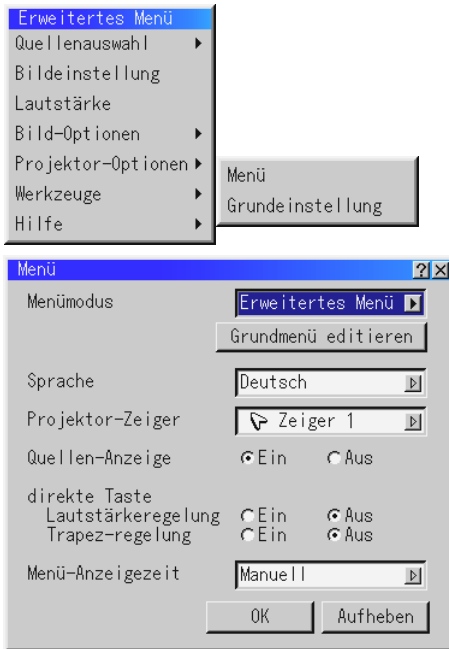 Erweitertes Menü
Quellenauswahl
Bildeinstellung
Lautstärke
Bild-Optionen
Projektor-Optionen
Werkzeuge
Hilfe
Menü
Grundeinstellung
Menü
Menümodus Erweitertes Menü
Grundmenü editieren
Sprache Deutsch
Projektor-Zeiger Zeiger 1
Quellen-Anzeige Ein Aus
direkte Taste
Lautstärkeregelung Ein Aus
Trapez-regelung Ein Aus
Menü-Anzeigezeit Manuell
OK Aufheben